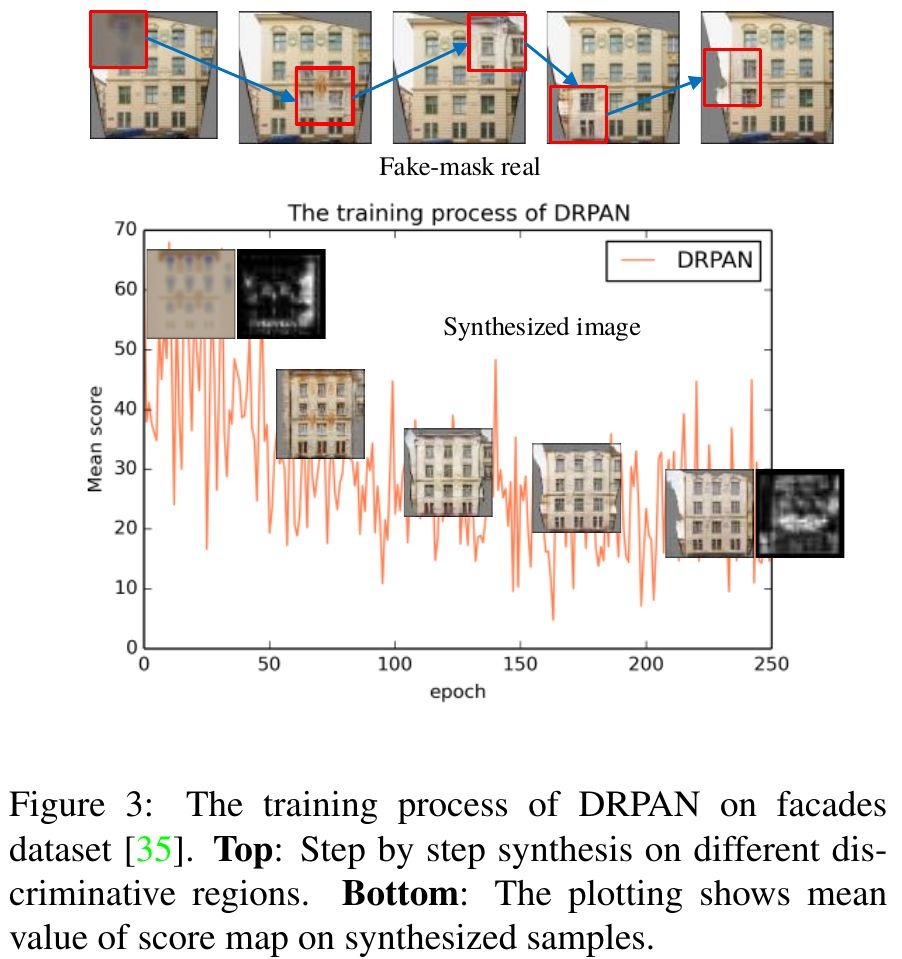 Fake-mask real
The training process of DRPAN
70
60
50
40
30
20
10
0
Mean score
DRPAN
Synthesized image
0 50 100 150 200 250
epoch
Figure 3: The training process of DRPAN on facades
dataset [35]. Top: Step by step synthesis on different dis-
criminative regions. Bottom: The plotting shows mean
value of score map on synthesized samples.